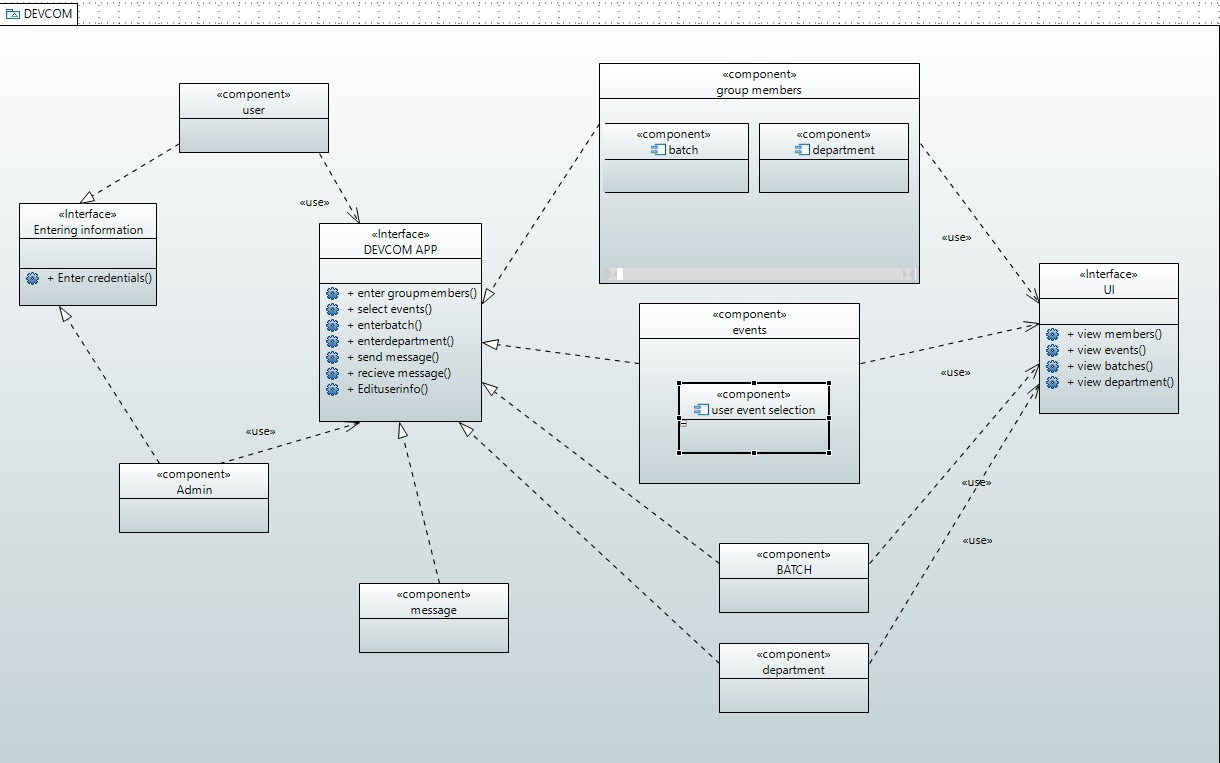 DEVCOM
«component»
user
«use»
«Interface»
Entering information
+ Enter credentials()
«Interface»
DEVCOM APP
+ enter groupmembers()
+ select events()
+ enterbatch()
+ enterdepartment()
+ send message()
+ recieve message()
+ Edituserinfo()
«use»
«component»
Admin
«component»
message
«component»
group members
«component»
batch
«component»
department
«component»
events
«component»
user event selection
«component»
BATCH
«component»
department
«use»
«use»
«use»
«use»
«Interface»
UI
+ view members()
+ view events()
+ view batches()
+ view department()